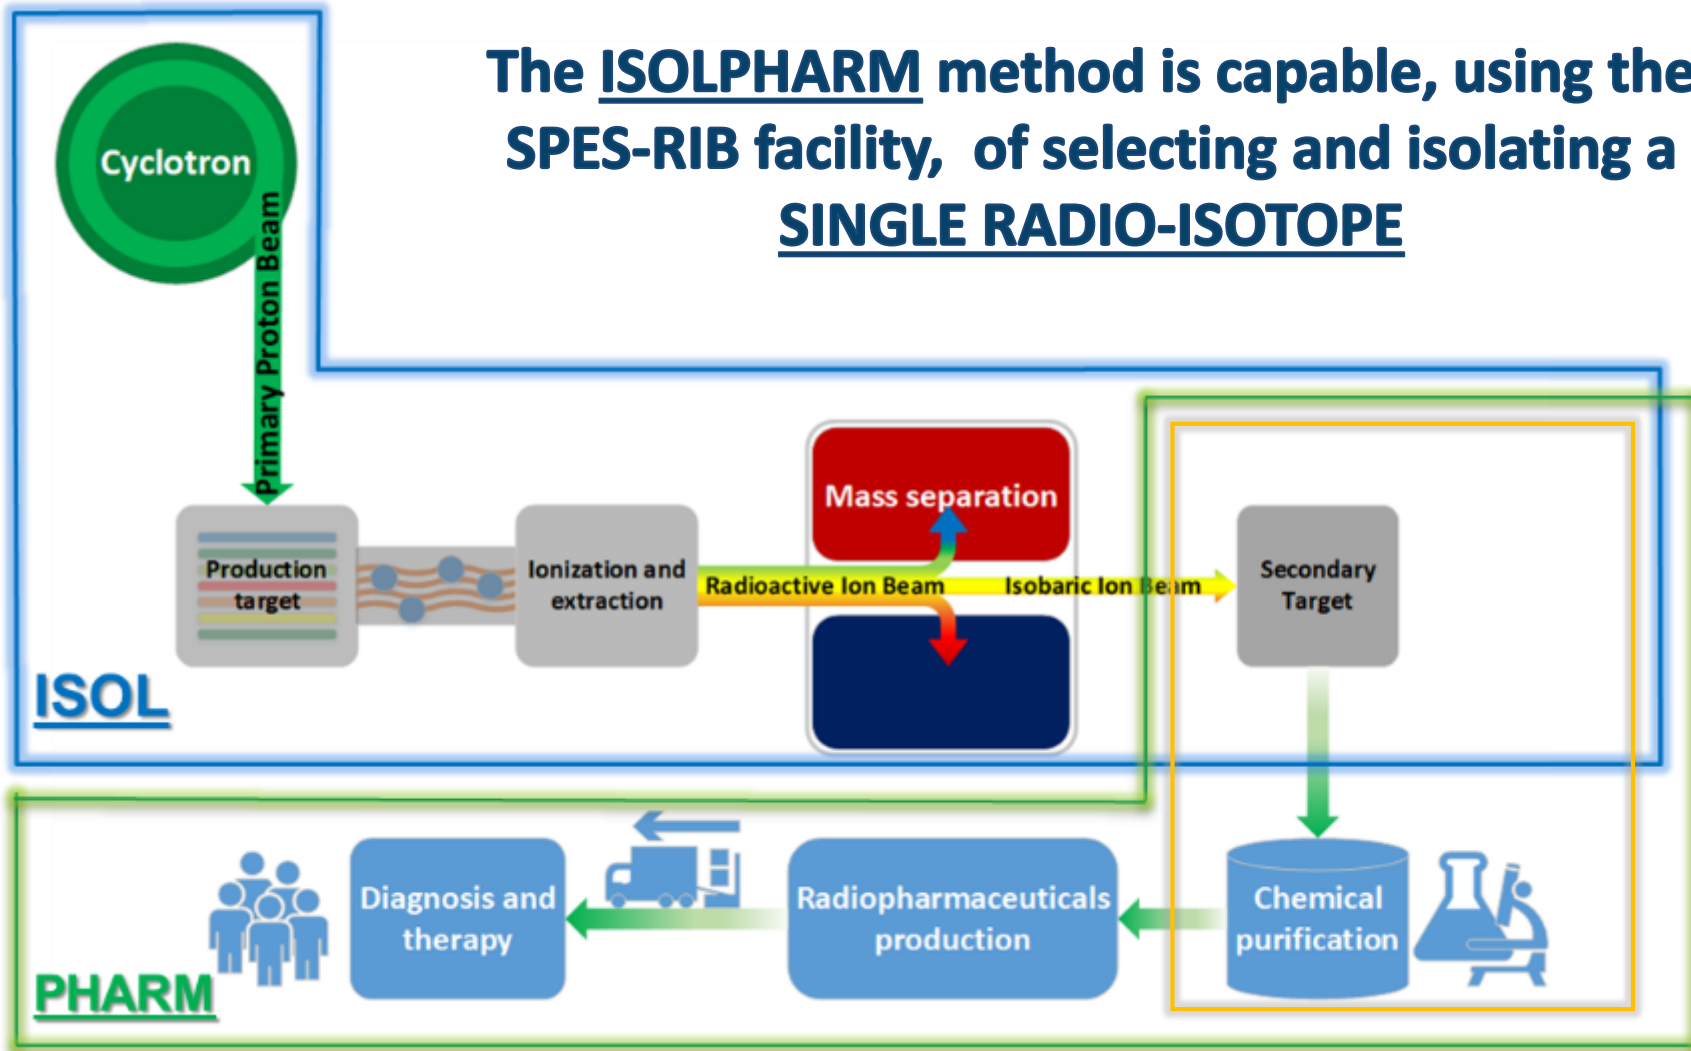 The ISOLPHARM method is capable, using the
SPES-RIB facility, of selecting and isolating a
SINGLE RADIO-ISOTOPE
Cyclotron
Primary Proton Beam
Mass separation
Production
target
Ionization and
extraction
Radioactive Ion Beam
Isobaric Ion Beam
Secondary
Target
ISOL
Diagnosis and
therapy
Radiopharmaceuticals
production
Chemical
purification
PHARM